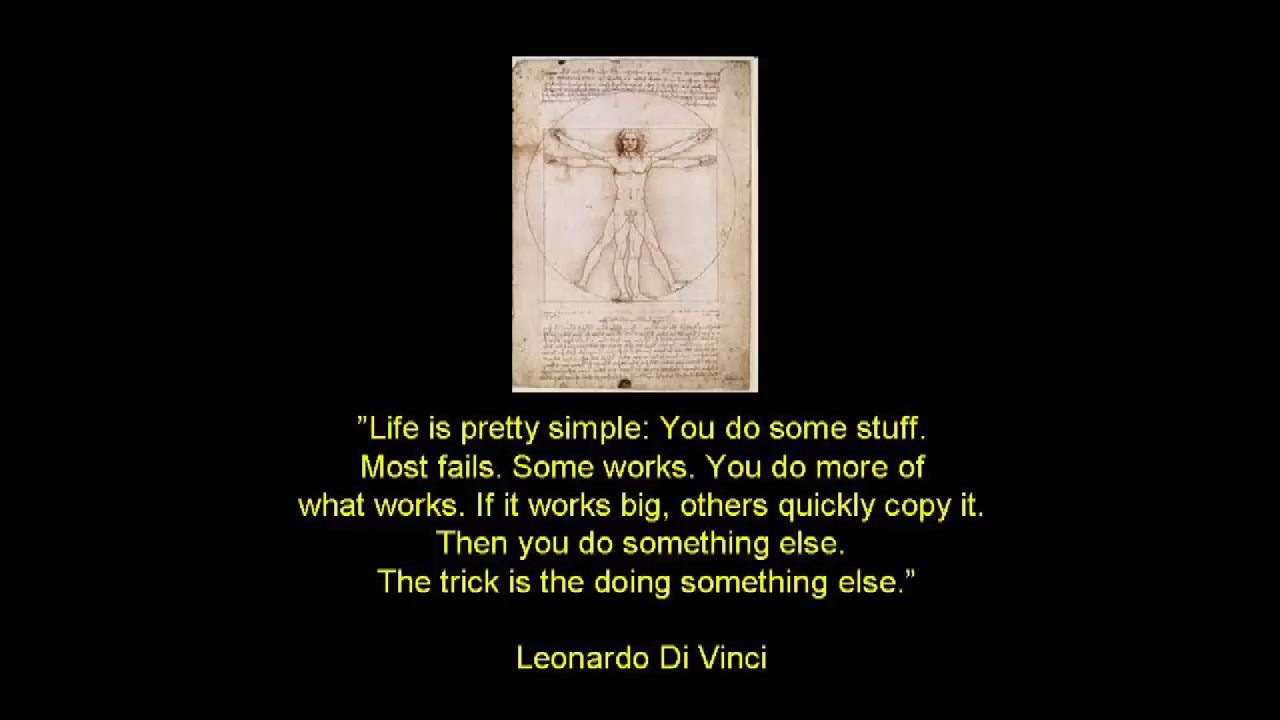 ”Life is pretty simple: You do some stuff.
Most fails. Some works. You do more of
what works. If it works big, others quickly copy it.
Then you do something else.
The trick is the doing something else.”
Leonardo Di Vinci